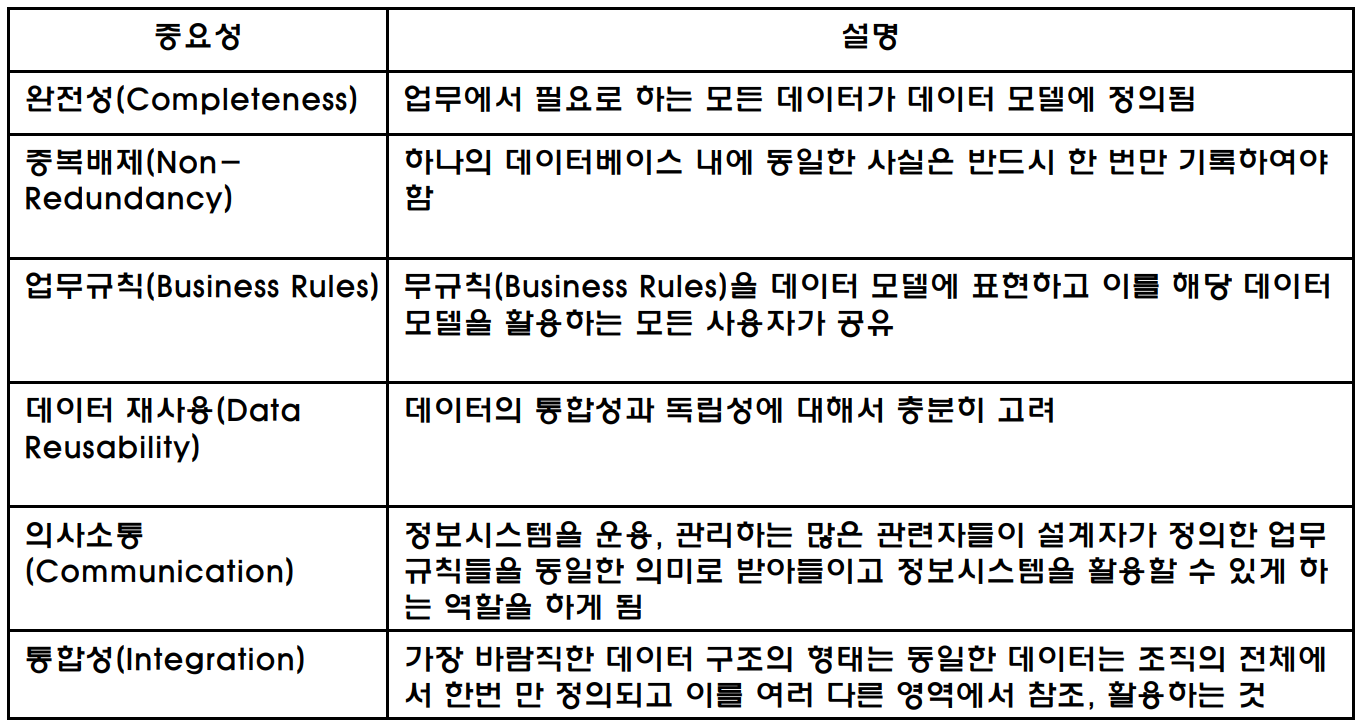 중요성
설명
완전성(Completeness)
업무에서 필요로 하는 모든 데이터가 데이터 모델에 정의됨
중복배제(Non-
Redundancy)
하나의 데이터베이스 내에 동일한 사실은 반드시 한 번만 기록하여야
함
업무규칙(Business Rules)
무규칙(Business Rules)을 데이터 모델에 표현하고 이를 해당 데이터
모델을 활용하는 모든 사용자가 공유
데이터 재사용(Data
Reusability)
데이터의 통합성과 독립성에 대해서 충분히 고려
의사소통
(Communication)
정보시스템을 운용, 관리하는 많은 관련자들이 설계자가 정의한 업무
규칙들을 동일한 의미로 받아들이고 정보시스템을 활용할 수 있게 하
는 역할을 하게 됨
통합성(Integration)
가장 바람직한 데이터 구조의 형태는 동일한 데이터는 조직의 전체에
서 한번 만 정의되고 이를 여러 다른 영역에서 참조, 활용하는 것